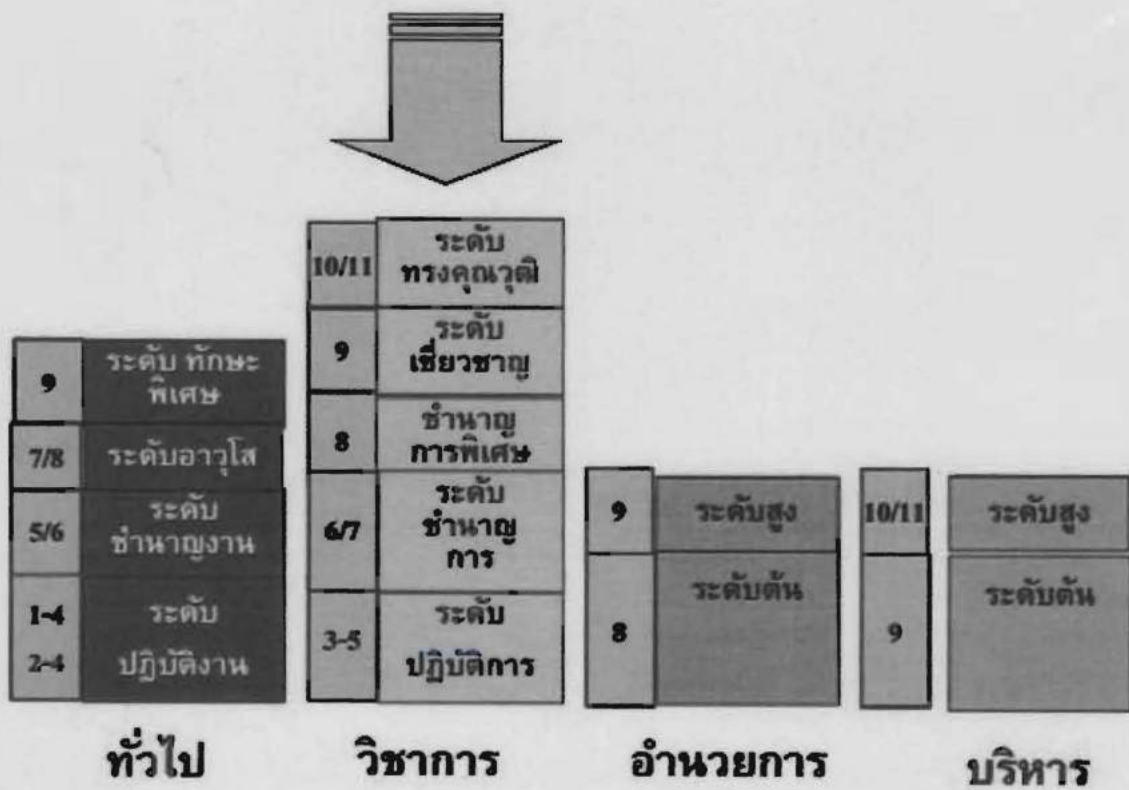 10/11
ระดับ
ทรงคุณวุฒิ
9
ระดับ
เชี่ยวชาญ
8
ชำนาญ
การพิเศษ
6/7
ระดับ
ชำนาญ
การ
3-5
ระดับ
ปฏิบัติการ
วิชาการ
9
ระดับ ทักษะ
พิเศษ
7/8
ระดับอาวุโส
5/6
ระดับ
ชำนาญงาน
1-4
2-4
ระดับ
ปฏิบัติงาน
ทั่วไป
9
ระดับสูง
8
ระดับต้น
อำนวยการ
10/11
ระดับสูง
9
ระดับต้น
บริหาร